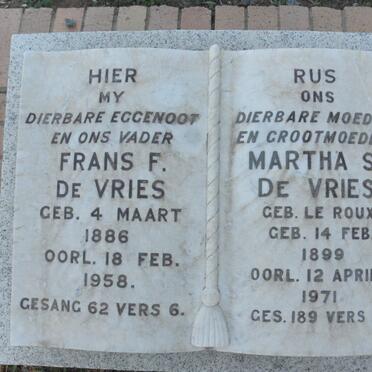 HIER
MY
DIERBARE EGGENOOT
EN ONS VADER
FRANS F.
DE VRIES
GEB. 4 MAART
1886
OORL. 18 FEB.
1958.
GESANG 62 VERS 6.
RUS
ONS
DIERBARE MOED
EN GROOTMOEDE
MARTHA S
DE VRIES
GEB. LE ROUX
GEB. 14 FEB
1899
OORL. 12 APRI
1971
GES. 189 VERS